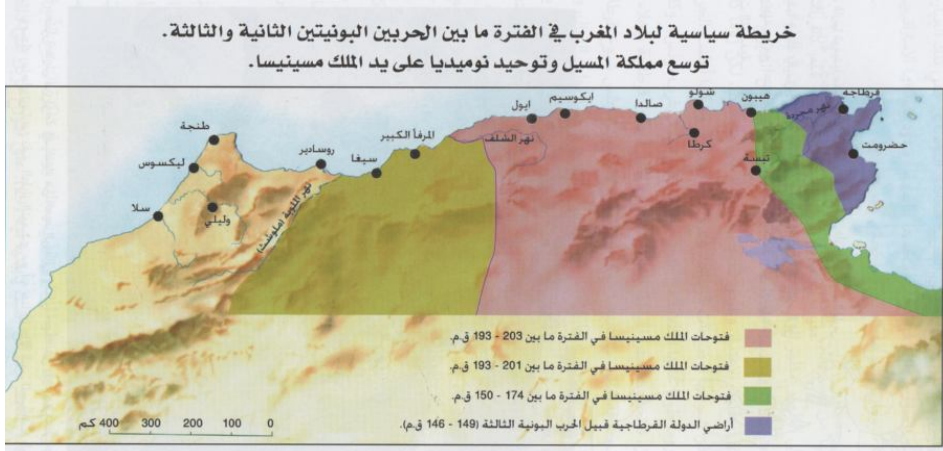 خريطة سياسية لبلاد المغرب في الفترة ما بين الحربين البونيتين الثانية والثالثة.
توسع مملكة المسيل وتوحيد نوميديا على يد الملك مسينيسا.
قرطاجة
نهر مجردة
هيبون
شولو
صالدا
ايكوسيم
ايول
المرفأ الكبير
طنجة
حضرومت
كرطا
نهر الشلف
سيغا
روسادير
ليكسوس
تبسة
نهر الملوية (ملوشث)
وليلي
سلا
فتوحات الملك مسينيسا في الفترة ما بين 203 - 193 ق.م.
فتوحات الملك مسينيسا في الفترة ما بين 201 - 193 ق.م.
فتوحات الملك مسينيسا في الفترة ما بين 174 - 150 ق.م.
أراضي الدولة القرطاجية قبيل الحرب البونية الثالثة (149 - 146 ق.م).
0 100 200 300 400 كم